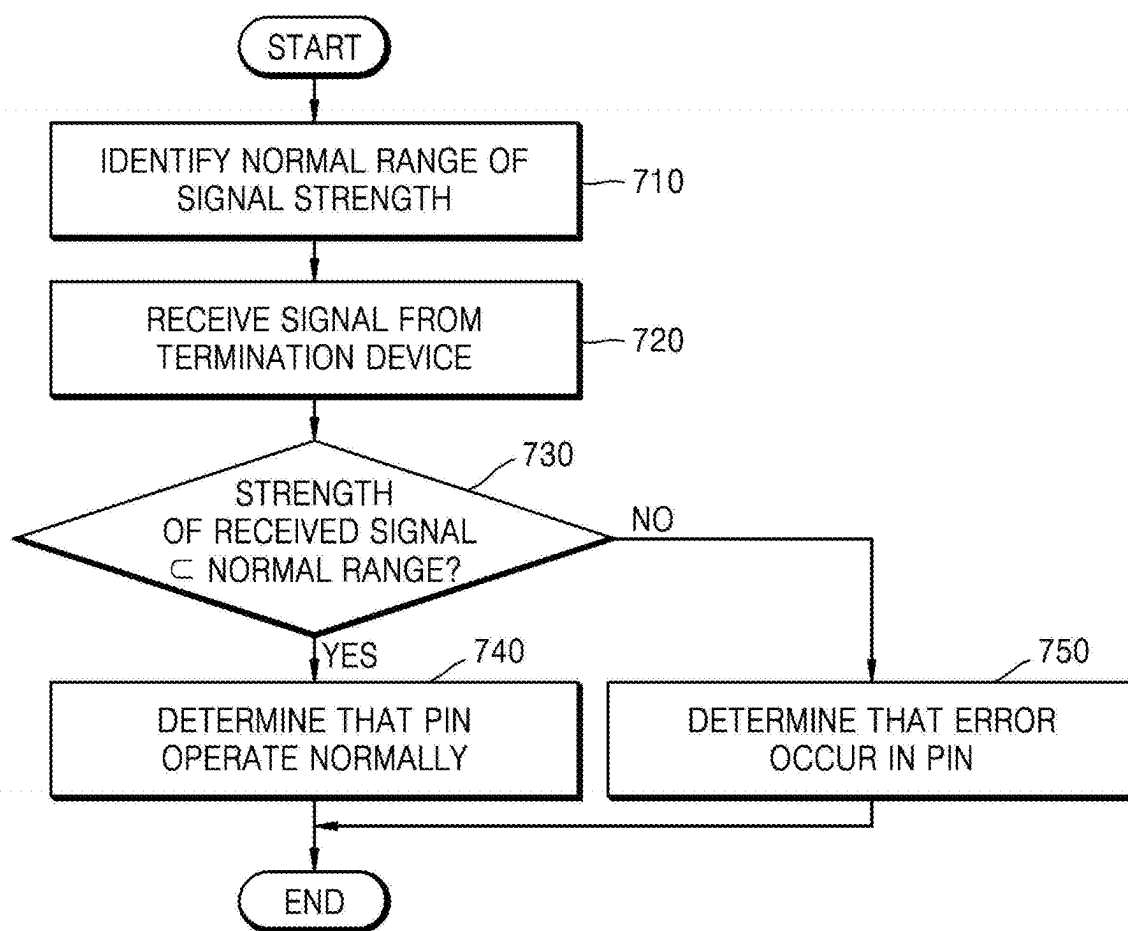 START
IDENTIFY NORMAL RANGE OF
SIGNAL STRENGTH
710
RECEIVE SIGNAL FROM
TERMINATION DEVICE
720
730
STRENGTH
OF RECEIVED SIGNAL
⊂ NORMAL RANGE?
NO
YES
740
DETERMINE THAT PIN
OPERATE NORMALLY
750
DETERMINE THAT ERROR
OCCUR IN PIN
END